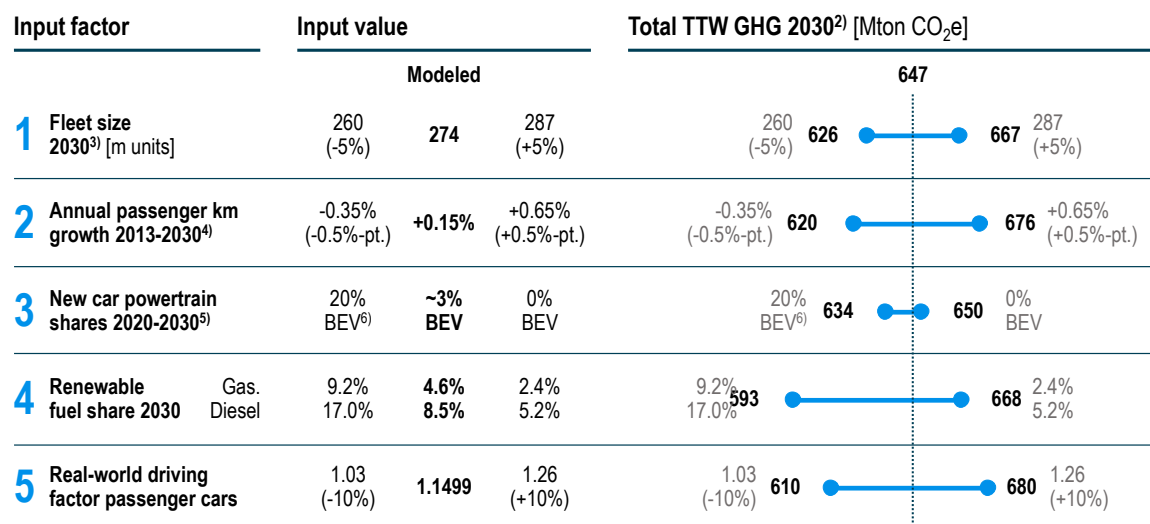 Input factor Input value Total TTW GHG 2030²⁾ [Mton CO₂e]
Modeled 647
1 Fleet size 260 274 287 260 626 667 287
2030³⁾ [m units] (-5%) (+5%) (-5%) (+5%)
2 Annual passenger km -0.35% +0.15% +0.65% -0.35% 620 676 +0.65%
growth 2013-2030⁴⁾ (-0.5%-pt.) (+0.5%-pt.) (-0.5%-pt.) (+0.5%-pt.)
3 New car powertrain 20% ~3% 0% 20% 634 650 0%
shares 2020-2030⁵⁾ BEV⁶⁾ BEV BEV BEV⁶⁾ BEV
4 Renewable Gas. 9.2% 4.6% 2.4% 9.2% 593 668 2.4%
fuel share 2030 Diesel 17.0% 8.5% 5.2% 17.0% 5.2%
5 Real-world driving 1.03 1.1499 1.26 1.03 610 680 1.26
factor passenger cars (-10%) (+10%) (-10%) (+10%)